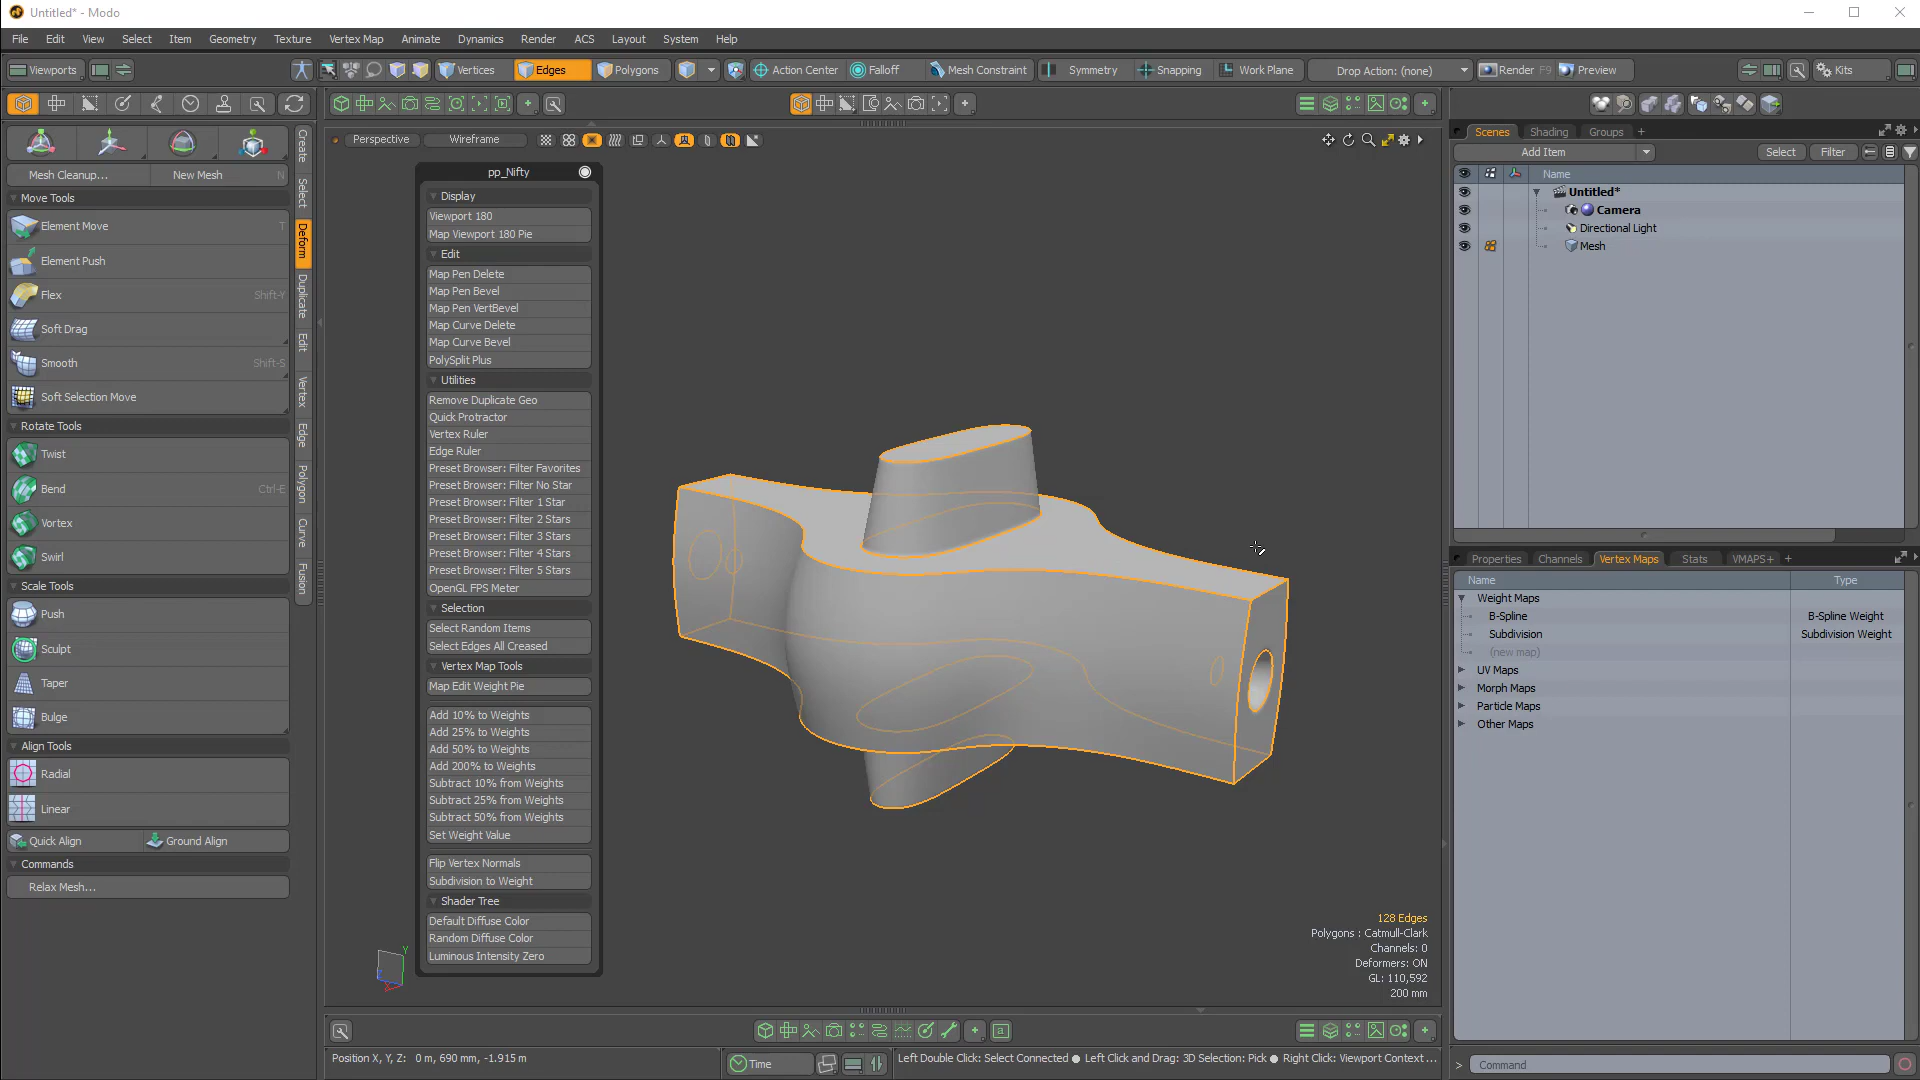 Untitled* - Modo
File Edit View Select Item Geometry Texture Vertex Map Animate Dynamics Render ACS Layout System Help
Viewports Vertices Edges Polygons Action Center Falloff Mesh Constraint Symmetry Snapping Work Plane Drop Action: (none) Render F9 Preview Kits
Mesh Cleanup... New Mesh N
Move Tools
Element Move T
Element Push
Flex Shift-Y
Soft Drag
Smooth Shift-S
Soft Selection Move
Rotate Tools
Twist
Bend Ctrl-E
Vortex
Swirl
Scale Tools
Push
Sculpt
Taper
Bulge
Align Tools
Radial
Linear
Quick Align Ground Align
Commands
Relax Mesh...
Create
Select
Deform
Duplicate
Edit
Vertex
Edge
Polygon
Curve
Fusion
Perspective Wireframe
pp_Nifty
Display
Viewport 180
Map Viewport 180 Pie
Edit
Map Pen Delete
Map Pen Bevel
Map Pen VertBevel
Map Curve Delete
Map Curve Bevel
PolySplit Plus
Utilities
Remove Duplicate Geo
Quick Protractor
Vertex Ruler
Edge Ruler
Preset Browser: Filter Favorites
Preset Browser: Filter No Star
Preset Browser: Filter 1 Star
Preset Browser: Filter 2 Stars
Preset Browser: Filter 3 Stars
Preset Browser: Filter 4 Stars
Preset Browser: Filter 5 Stars
OpenGL FPS Meter
Selection
Select Random Items
Select Edges All Creased
Vertex Map Tools
Map Edit Weight Pie
Add 10% to Weights
Add 25% to Weights
Add 50% to Weights
Add 200% to Weights
Subtract 10% from Weights
Subtract 25% from Weights
Subtract 50% from Weights
Set Weight Value
Flip Vertex Normals
Subdivision to Weight
Shader Tree
Default Diffuse Color
Random Diffuse Color
Luminous Intensity Zero
Y
128 Edges
Polygons : Catmull-Clark
Channels: 0
Deformers: ON
GL: 110,592
200 mm
Scenes Shading Groups +
Add Item Select Filter
Name
Untitled*
Camera
Directional Light
Mesh
Properties Channels Vertex Maps Stats VMAPS+ +
Name Type
Weight Maps
B-Spline B-Spline Weight
Subdivision Subdivision Weight
(new map)
UV Maps
Morph Maps
Particle Maps
Other Maps
Position X, Y, Z: 0 m, 690 mm, -1.915 m
Time
Left Double Click: Select Connected ● Left Click and Drag: 3D Selection: Pick ● Right Click: Viewport Context ...
> Command